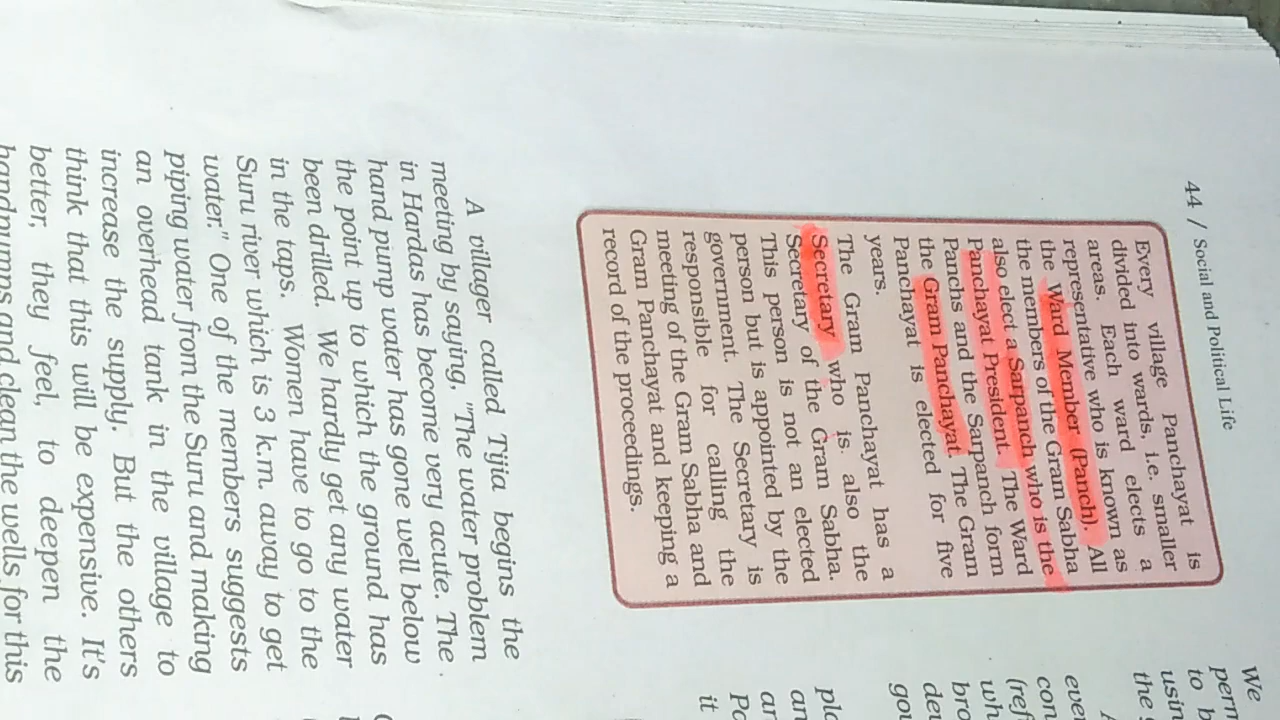 44 / Social and Political Life
Every village Panchayat is
divided into wards, i.e. smaller
areas. Each ward elects a
representative who is known as
the Ward Member (Panch). All
the members of the Gram Sabha
also elect a Sarpanch who is the
Panchayat President. The Ward
Panchs and the Sarpanch form
the Gram Panchayat. The Gram
Panchayat is elected for five
years.
The Gram Panchayat has a
Secretary who is also the
Secretary of the Gram Sabha.
This person is not an elected
person but is appointed by the
government. The Secretary is
responsible for calling the
meeting of the Gram Sabha and
Gram Panchayat and keeping a
record of the proceedings.
A villager called Tijia begins the
meeting by saying, "The water problem
in Hardas has become very acute. The
hand pump water has gone well below
the point up to which the ground has
been drilled. We hardly get any water
in the taps. Women have to go to the
Suru river which is 3 k.m. away to get
water." One of the members suggests
piping water from the Suru and making
an overhead tank in the village to
increase the supply. But the others
think that this will be expensive. It's
better, they feel, to deepen the
handpumps and clean the wells for this
We
to b
usin
the